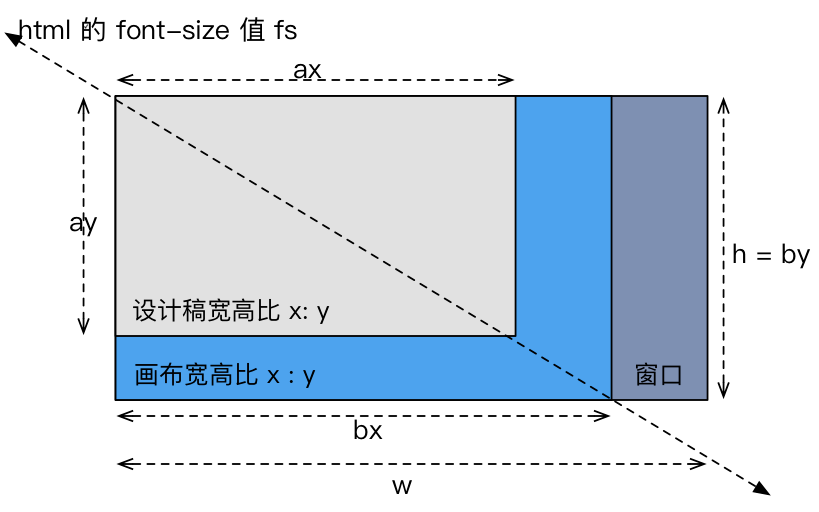 html 的 font-size 值 fs
ax
ay
h = by
设计稿宽高比 x: y
画布宽高比 x : y
窗口
bx
w